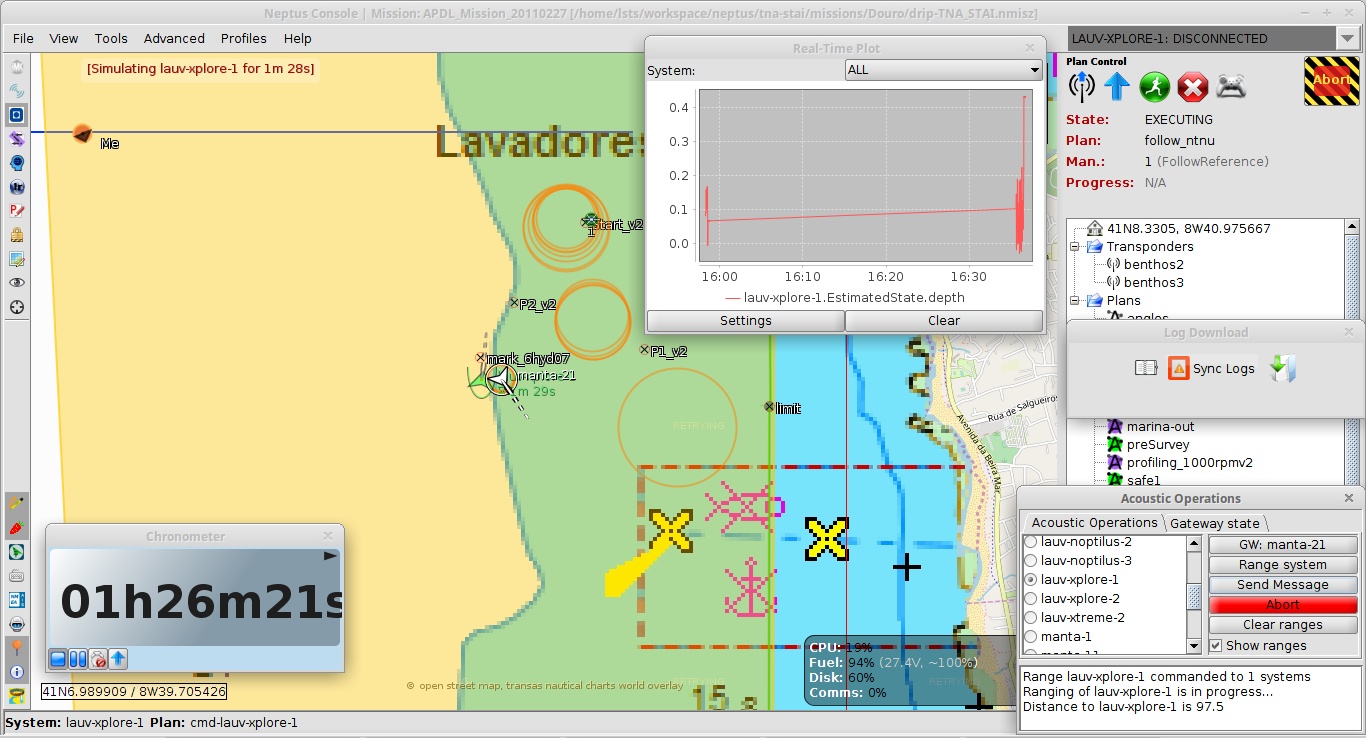 Neptus Console | Mission: APDL_Mission_20110227 [/home/lsts/workspace/neptus/tna-stai/missions/Douro/drip-TNA_STAI.nmisz]
File View Tools Advanced Profiles Help
LAUV-XPLORE-1: DISCONNECTED
[Simulating lauv-xplore-1 for 1m 28s]
Me
Lavadores
Start_v2
1
P2_v2
mark_6hyd07
manta-21
1m 29s
P1_v2
limit
RETRYING
15 s
© open street map, transas nautical charts world overlay
Rua de Salgueiros
Avenida da Beira Mar
Real-Time Plot
System: ALL
0.4
0.3
0.2
0.1
0.0
16:00 16:10 16:20 16:30
lauv-xplore-1.EstimatedState.depth
Settings Clear
Plan Control
Abort
State: EXECUTING
Plan: follow_ntnu
Man.: 1 (FollowReference)
Progress: N/A
41N8.3305, 8W40.975667
Transponders
benthos2
benthos3
Plans
angles
Log Download
Sync Logs
marina-out
preSurvey
profiling_1000rpmv2
safe1
Acoustic Operations
Acoustic Operations Gateway state
lauv-noptilus-2
lauv-noptilus-3
lauv-xplore-1
lauv-xplore-2
lauv-xtreme-2
manta-1
manta-11
GW: manta-21
Range system
Send Message
Abort
Clear ranges
Show ranges
Range lauv-xplore-1 commanded to 1 systems
Ranging of lauv-xplore-1 is in progress...
Distance to lauv-xplore-1 is 97.5
Chronometer
01h26m21s
41N6.989909 / 8W39.705426
CPU: 19%
Fuel: 94% (27.4V, ~100%)
Disk: 60%
Comms: 0%
RETRYING
System: lauv-xplore-1 Plan: cmd-lauv-xplore-1